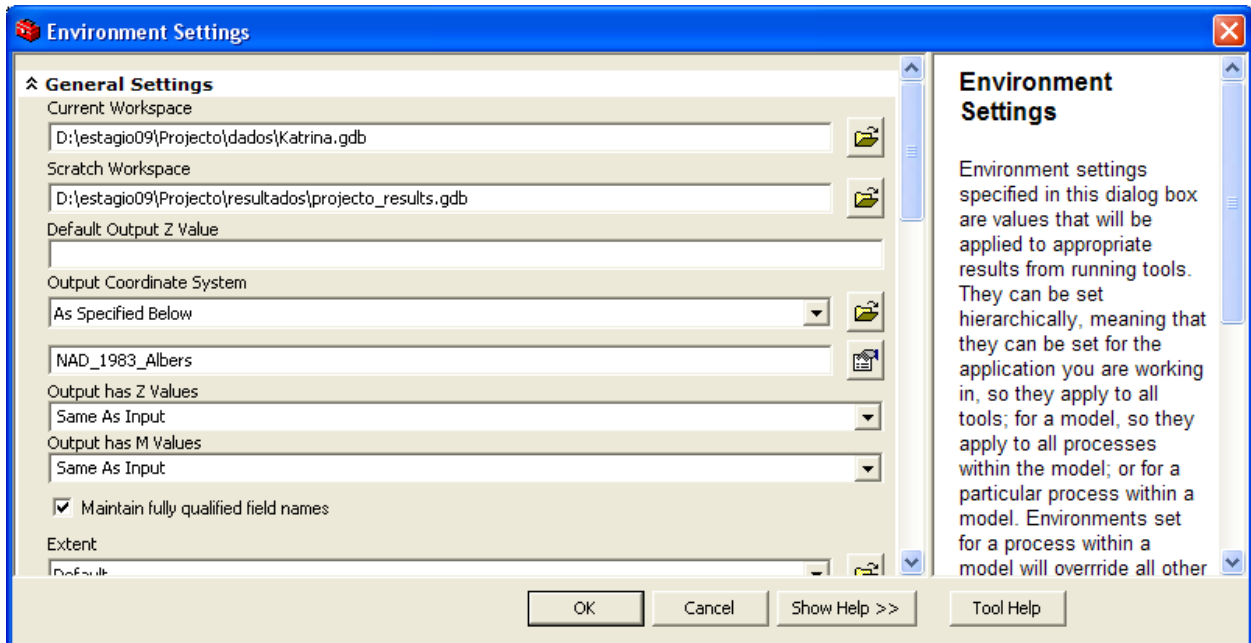 Environment Settings
General Settings
Current Workspace
D:\estagio09\Projecto\dados\Katrina.gdb
Scratch Workspace
D:\estagio09\Projecto\resultados\projecto_results.gdb
Default Output Z Value
Output Coordinate System
As Specified Below
NAD_1983_Albers
Output has Z Values
Same As Input
Output has M Values
Same As Input
Maintain fully qualified field names
Extent
Default
OK
Cancel
Show Help >>
Tool Help
Environment
Settings
Environment settings
specified in this dialog box
are values that will be
applied to appropriate
results from running tools.
They can be set
hierarchically, meaning that
they can be set for the
application you are working
in, so they apply to all
tools; for a model, so they
apply to all processes
within the model; or for a
particular process within a
model. Environments set
for a process within a
model will overrride all other